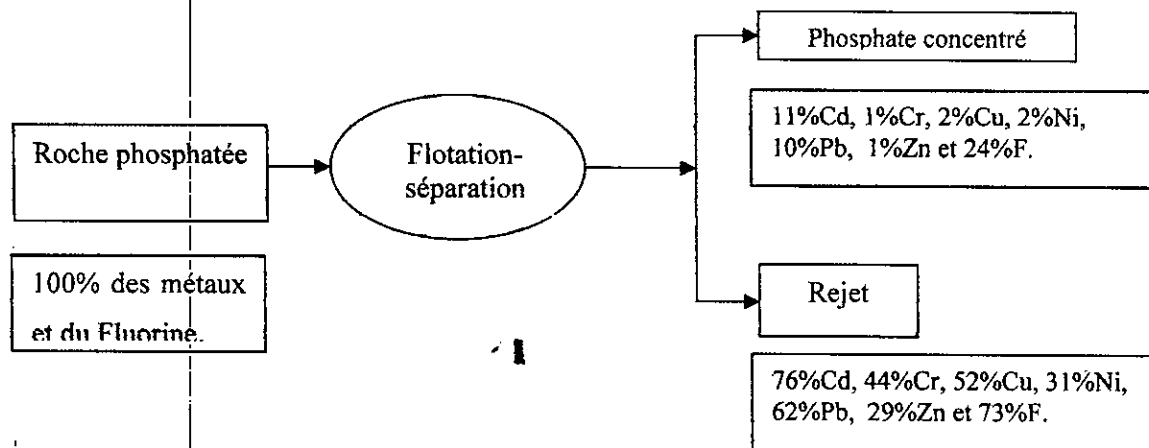 Phosphate concentré
11%Cd, 1%Cr, 2%Cu, 2%Ni,
10%Pb, 1%Zn et 24%F.
Roche phosphatée
Flotation-
séparation
100% des métaux
et du Fluorine.
Rejet
76%Cd, 44%Cr, 52%Cu, 31%Ni,
62%Pb, 29%Zn et 73%F.